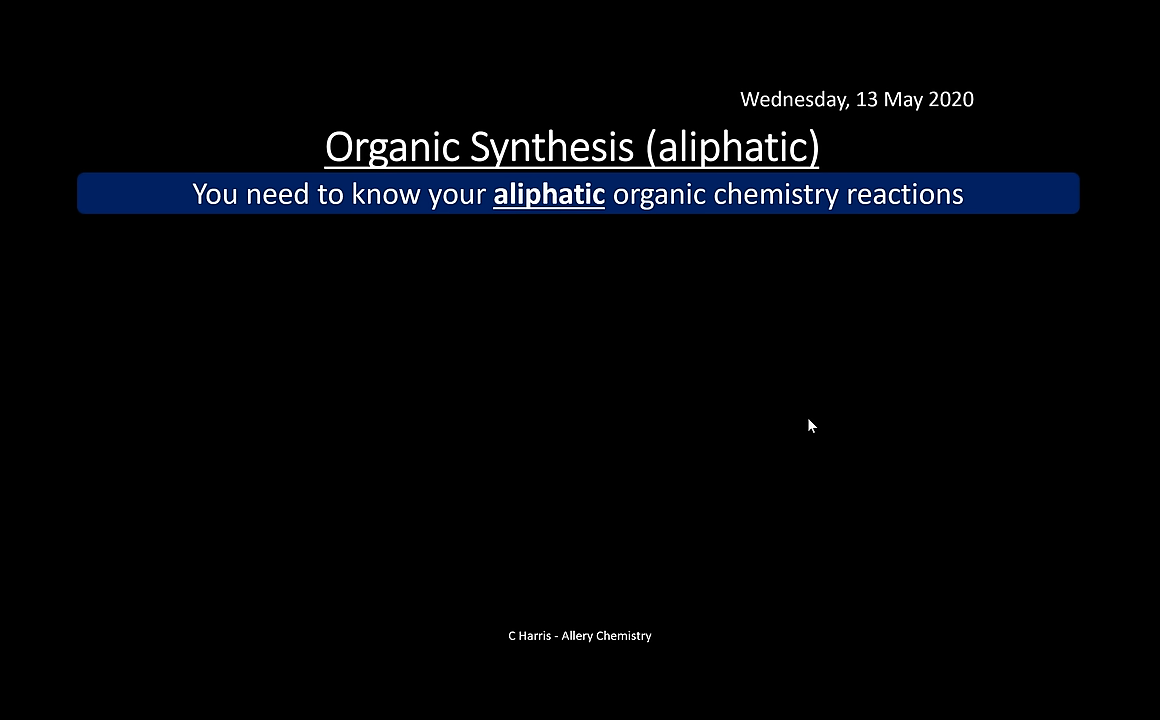 Wednesday, 13 May 2020
Organic Synthesis (aliphatic)
You need to know your aliphatic organic chemistry reactions
C Harris - Allery Chemistry